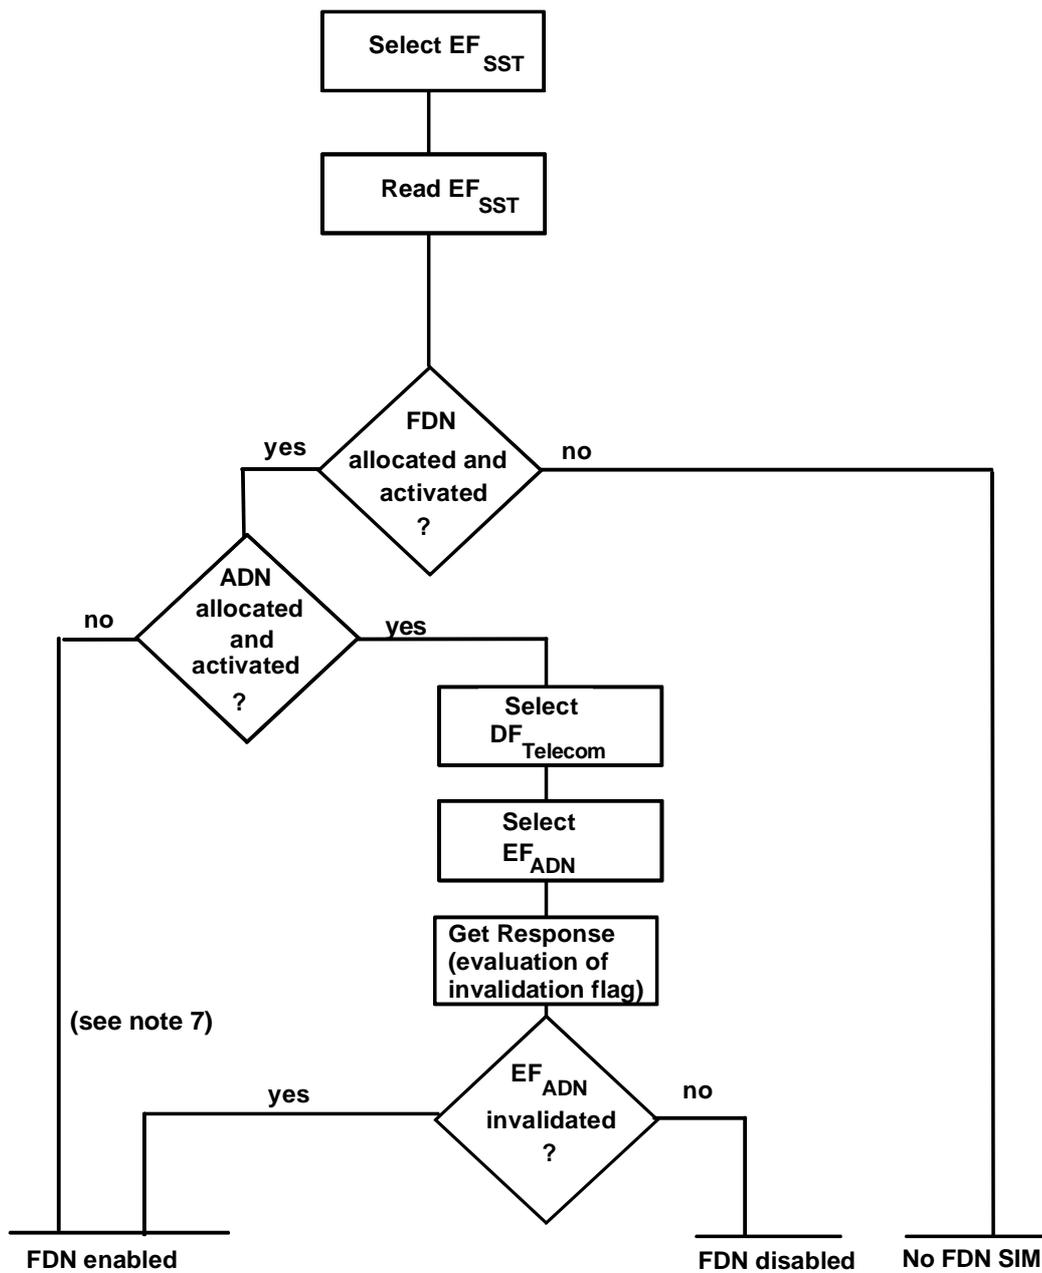 Select EF SST
Read EF SST
FDN
allocated and
activated
?
yes
no
ADN
allocated
and
activated
?
no
yes
Select
DF Telecom
Select
EF ADN
Get Response
(evaluation of
invalidation flag)
(see note 7)
EF ADN
invalidated
?
yes
no
FDN enabled
FDN disabled
No FDN SIM